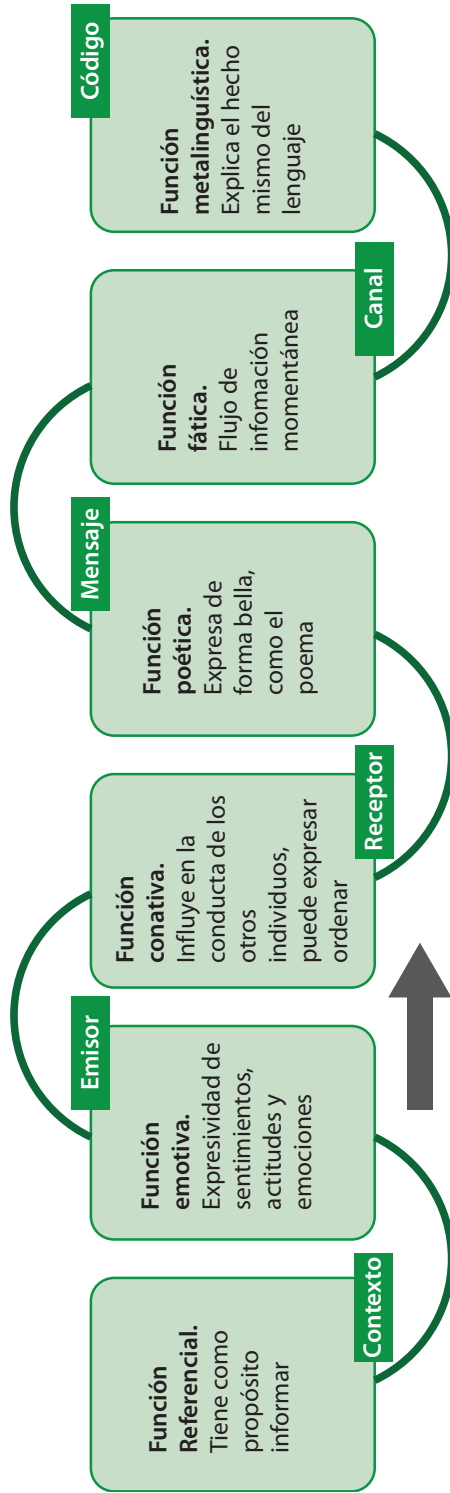 Función
Referencial.
Tiene como
propósito
informar
Contexto
Emisor
Función
emotiva.
Expresividad de
sentimientos,
actitudes y
emociones
Función
conativa.
Influye en la
conducta de los
otros
individuos,
puede expresar
ordenar
Receptor
Mensaje
Función
poética.
Expresa de
forma bella,
como el
poema
Función
fática.
Flujo de
infomación
momentánea
Canal
Código
Función
metalinguística.
Explica el hecho
mismo del
lenguaje